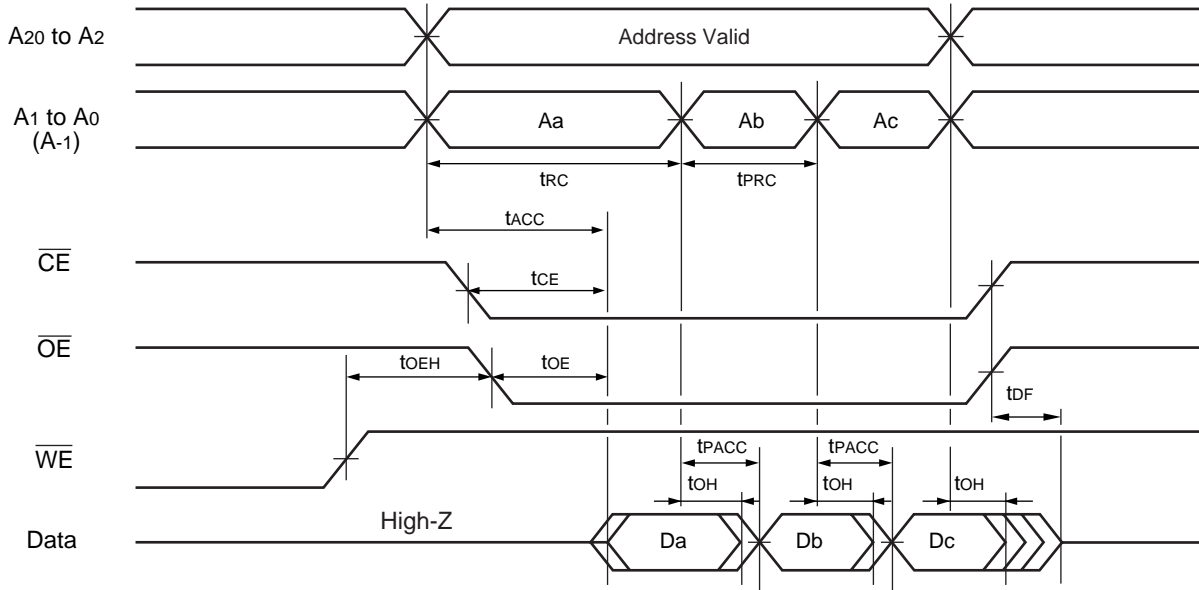 A20 to A2
Address Valid
A1 to A0
(A-1)
Aa
Ab
Ac
tRC
tPRC
tACC
CE
tCE
OE
tOEH
tOE
tDF
WE
tPACC
tPACC
tOH
tOH
tOH
High-Z
Data
Da
Db
Dc